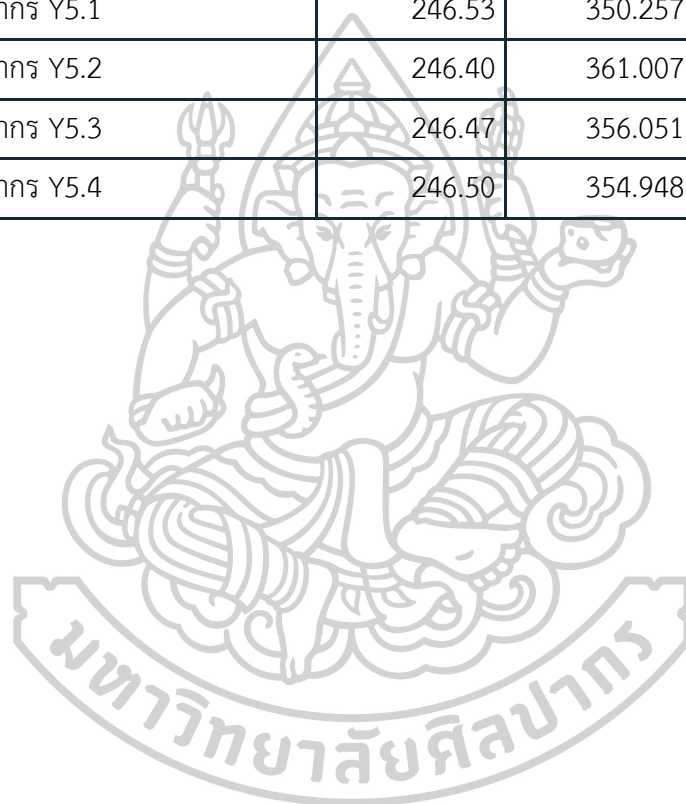 ากร Y5.1 246.53 350.257
ากร Y5.2 246.40 361.007
ากร Y5.3 246.47 356.051
ากร Y5.4 246.50 354.948
มหาวิทยาลัยศิลปากร